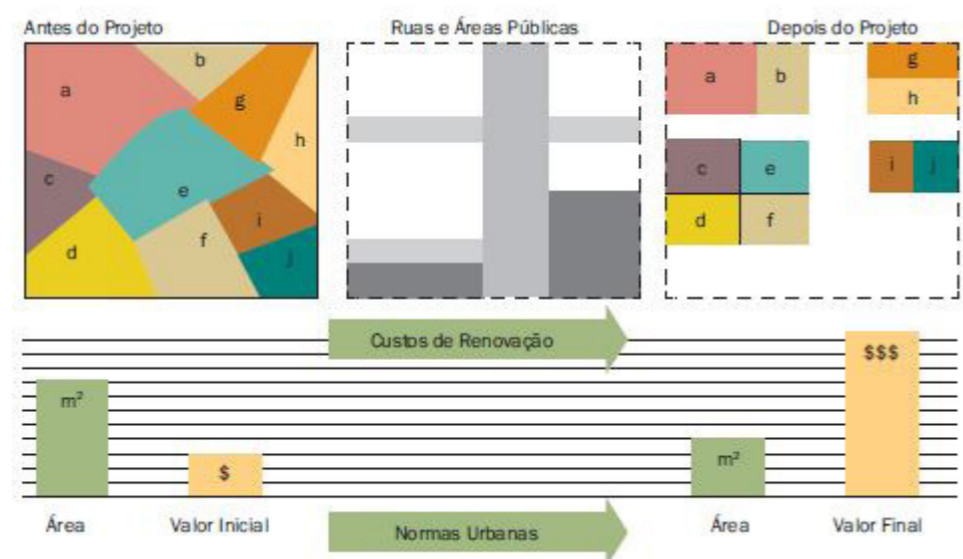 Antes do Projeto
Ruas e Áreas Públicas
Depois do Projeto
a
b
g
h
c
e
d
f
i
j
a
b
g
h
c
e
i
j
d
f
Custos de Renovação
$$$
m²
$
m²
Área
Valor Inicial
Normas Urbanas
Área
Valor Final